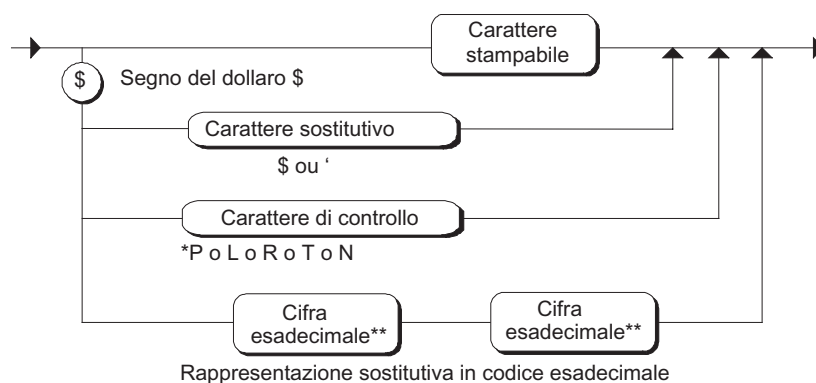 Carattere
stampabile
$ Segno del dollaro $
Carattere sostitutivo
$ ou ‘
Carattere di controllo
*P o L o R o T o N
Cifra
esadecimale**
Cifra
esadecimale**
Rappresentazione sostitutiva in codice esadecimale